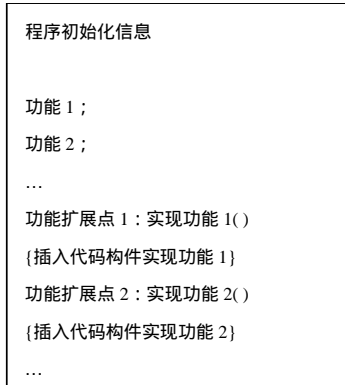 程序初始化信息
功能 1；
功能 2；
…
功能扩展点 1：实现功能 1( )
{插入代码构件实现功能 1}
功能扩展点 2：实现功能 2( )
{插入代码构件实现功能 2}
…